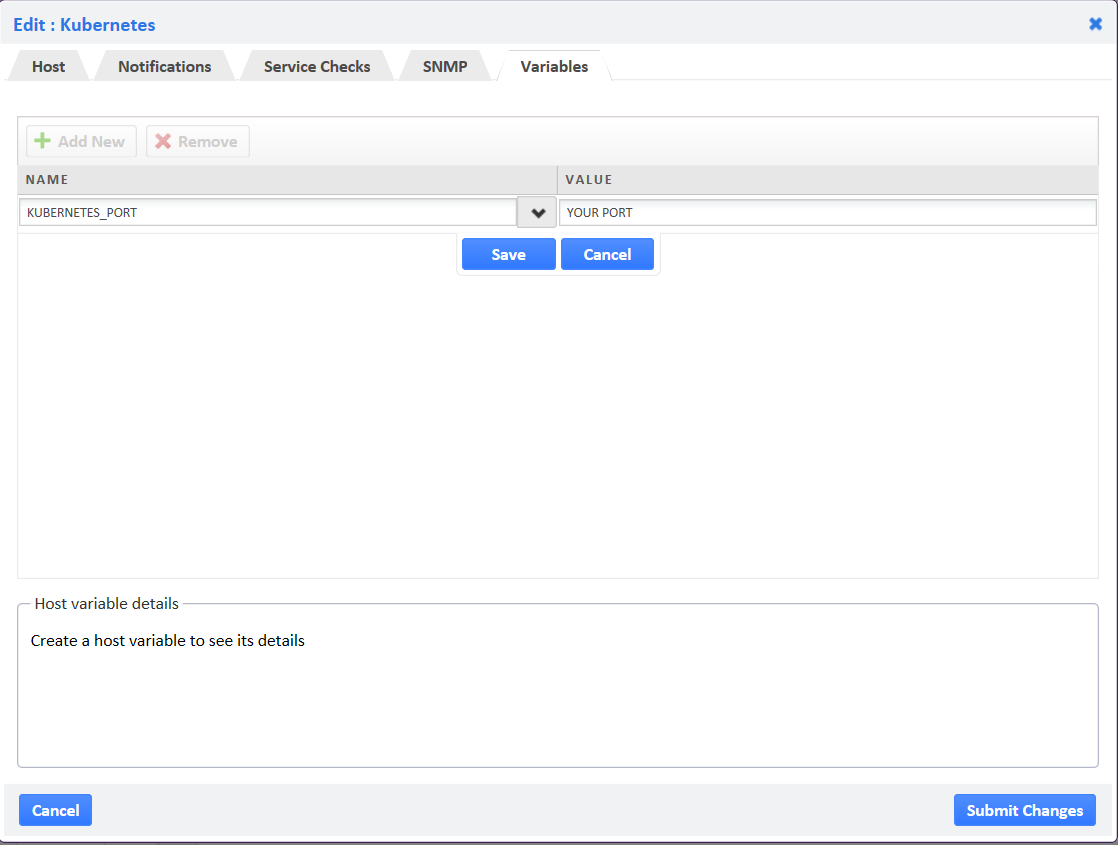 Edit : Kubernetes
Host Notifications Service Checks SNMP Variables
Add New Remove
NAME VALUE
KUBERNETES_PORT YOUR PORT
Save Cancel
Host variable details
Create a host variable to see its details
Cancel Submit Changes